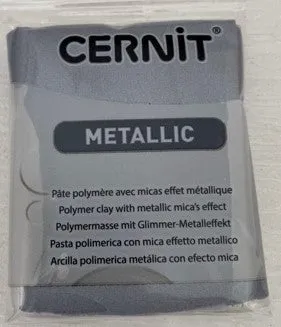 CERNiT®
METALLIC
Pâte polymère avec micas effet métallique
Polymer clay with metallic mica's effect
Polymermasse mit Glimmer-Metalleffekt
Pasta polimerica con mica effetto metallico
Arcilla polimerica metálica con efecto mica